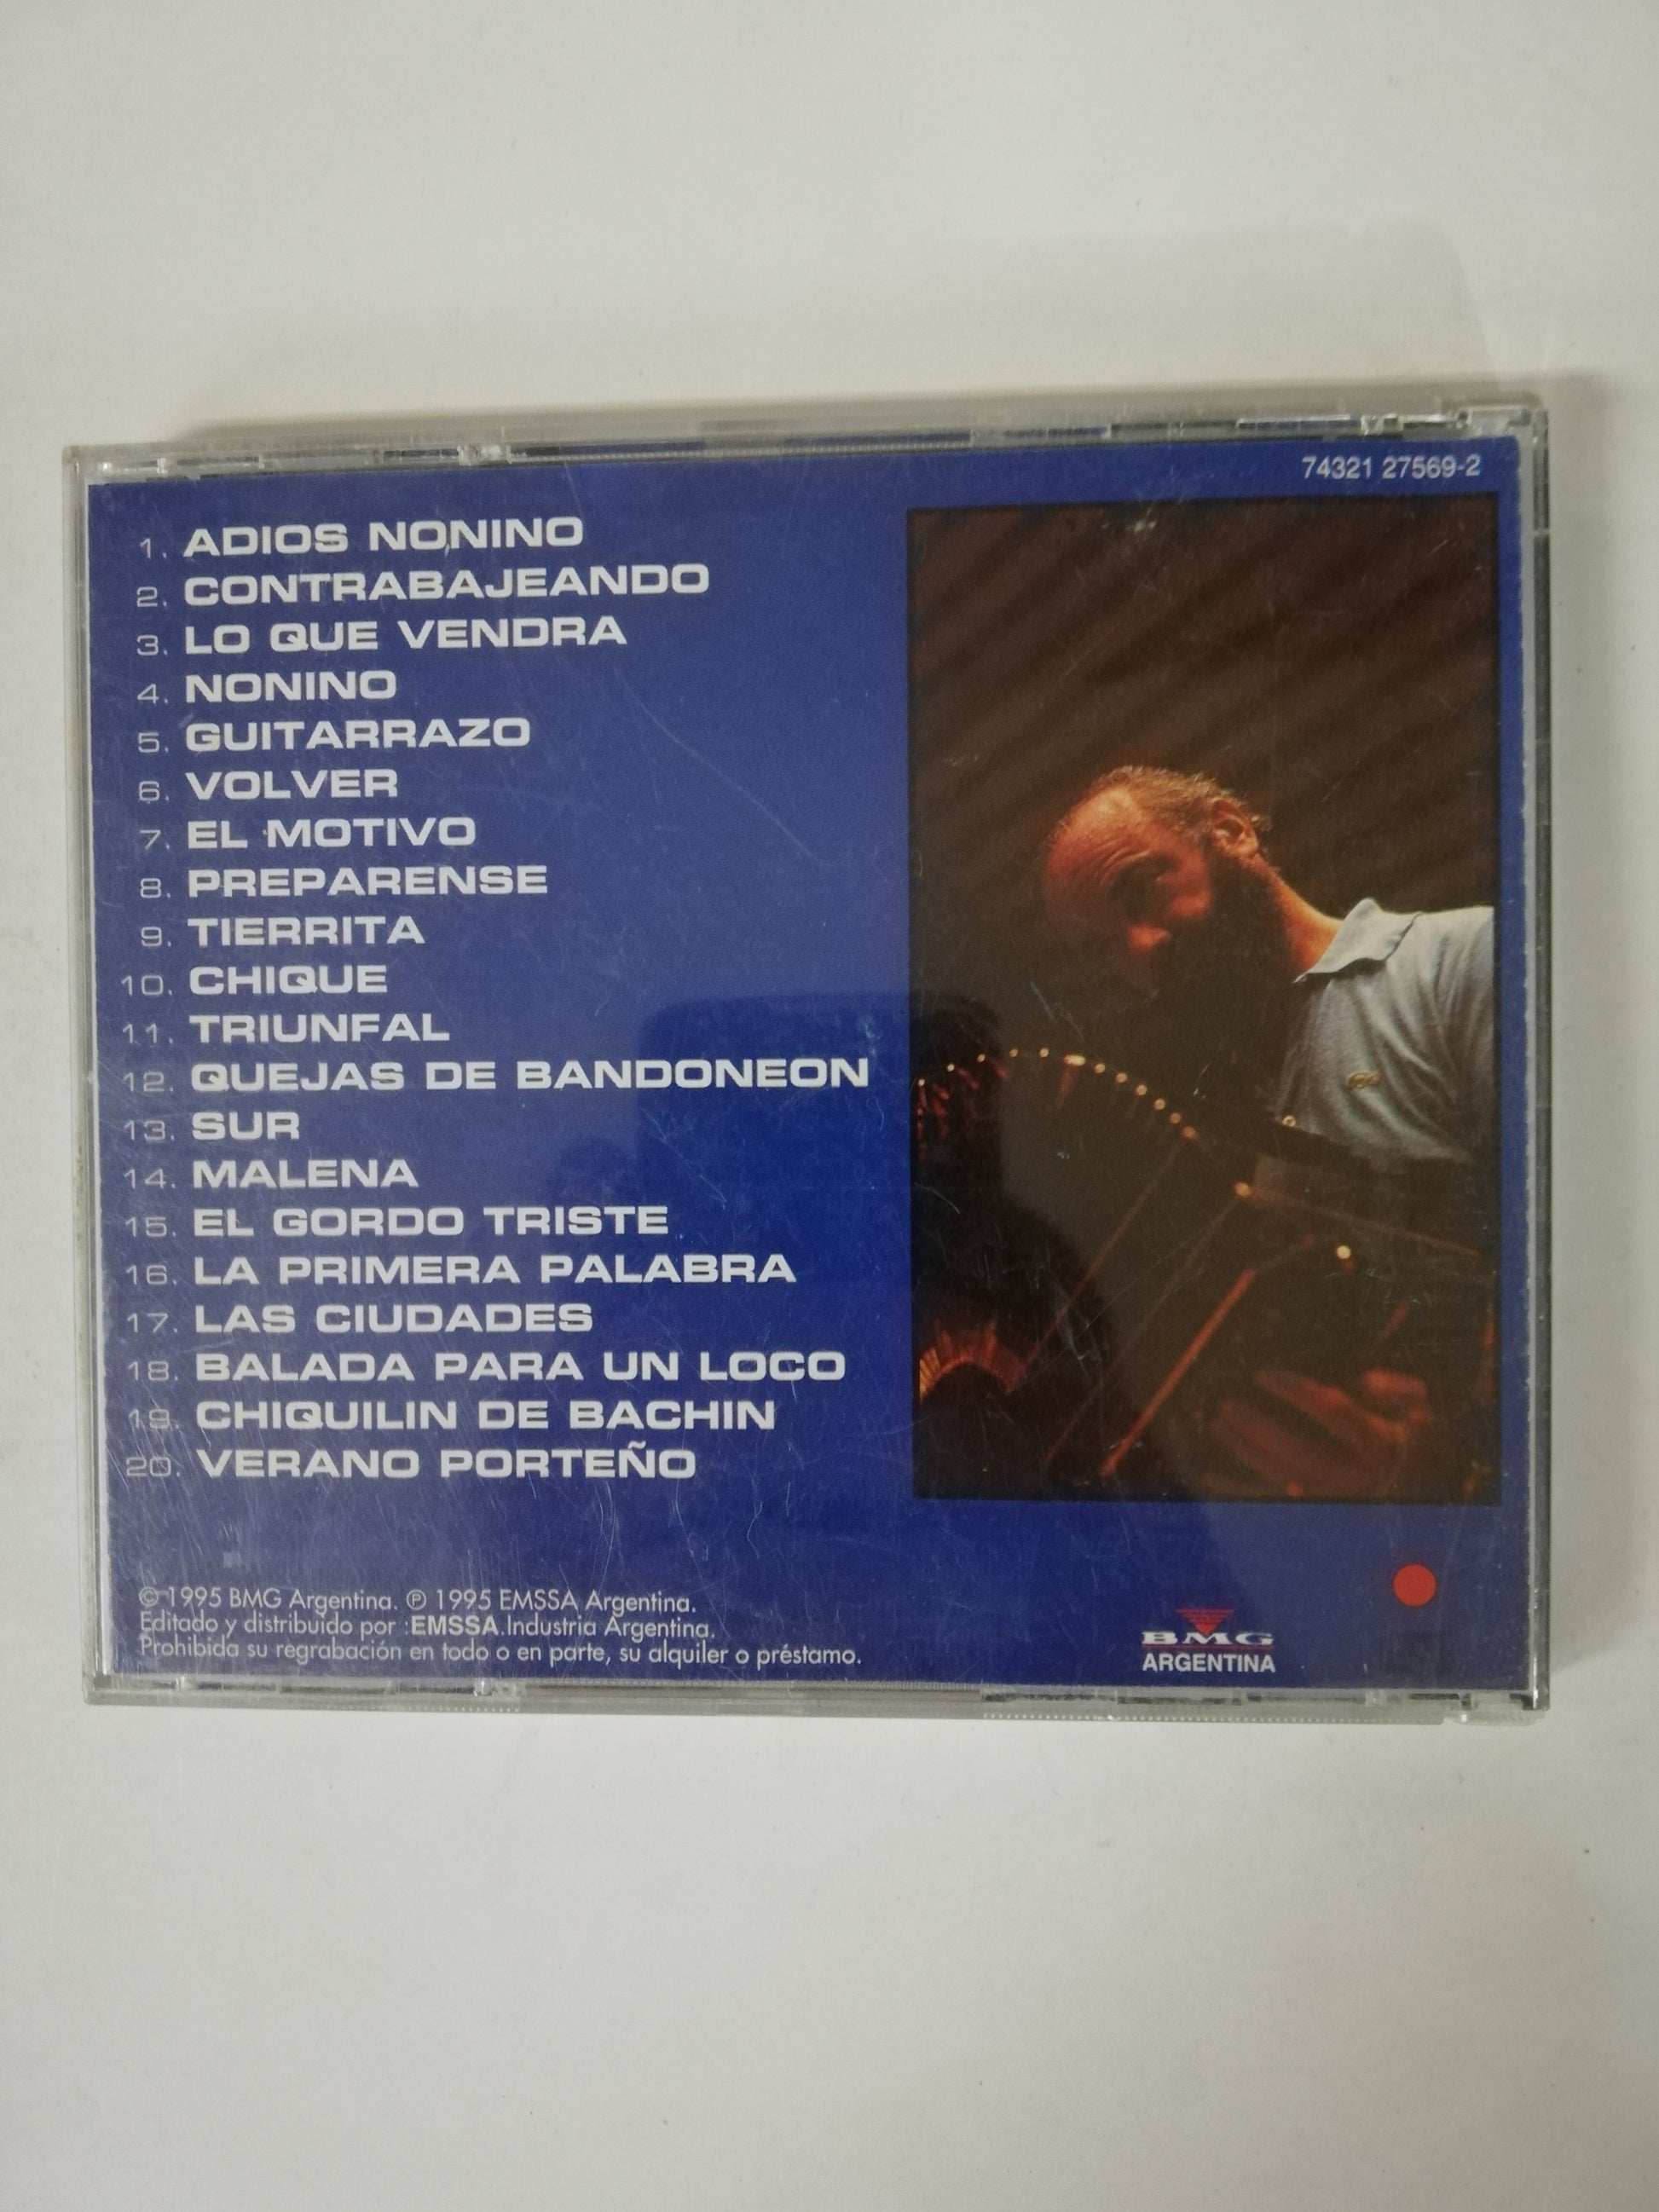 74321 27569-2
1. ADIOS NONINO
2. CONTRABAJEANDO
3. LO QUE VENDRA
4. NONINO
5. GUITARRAZO
6. VOLVER
7. EL MOTIVO
8. PREPARENSE
9. TIERRITA
10. CHIQUE
11. TRIUNFAL
12. QUEJAS DE BANDONEON
13. SUR
14. MALENA
15. EL GORDO TRISTE
16. LA PRIMERA PALABRA
17. LAS CIUDADES
18. BALADA PARA UN LOCO
19. CHIQUILIN DE BACHIN
20. VERANO PORTEÑO
© 1995 BMG Argentina. ℗ 1995 EMSSA Argentina.
Editado y distribuido por :EMSSA.Industria Argentina.
Prohibida su regrabación en todo o en parte, su alquiler o préstamo.
BMG
ARGENTINA